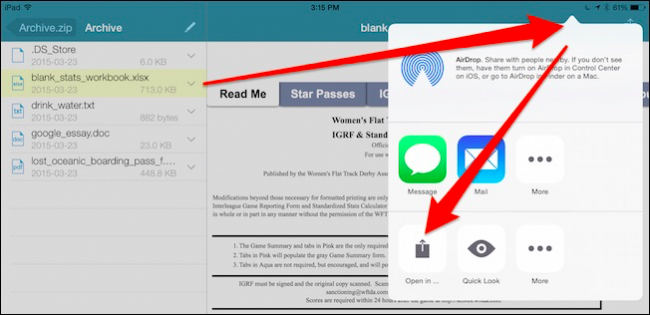 iPad
3:15 PM
61%
Archive.zip
Archive
blank
.DS_Store
2015-03-23
6.0 KB
blank_stats_workbook.xlsx
2015-03-23
713.0 KB
drink_water.txt
2015-03-23
882 bytes
google_essay.doc
2015-03-23
23.0 KB
lost_oceanic_boarding_pass_f....
2015-03-23
448.8 KB
Read Me
Star Passes
IG
Women's Flat T
IGRF & Standa
Offici
For use w
Published by the Women's Flat Track Derby Asso
Modifications beyond those necessary for formatted printing are only
Interleague Game Reporting Form and Standardized Stats Calculator
in whole or in part in any manner without the permission of the WFT
1. The Game Summary and tabs in Pink are the only required
2. Tabs in Pink will populate the gray Game Summary form.
3. Tabs in Aqua are not required, but encouraged, and will po
IGRF must be signed and the original copy scanned. Scann
sanctioning@wftda.com
Scores are required within 24 hours after the game to
AirDrop. Share with people nearby. If you don't see
them, have them turn on AirDrop in Control Center
on iOS, or go to AirDrop in Finder on a Mac.
Message
Mail
More
Open in ...
Quick Look
More